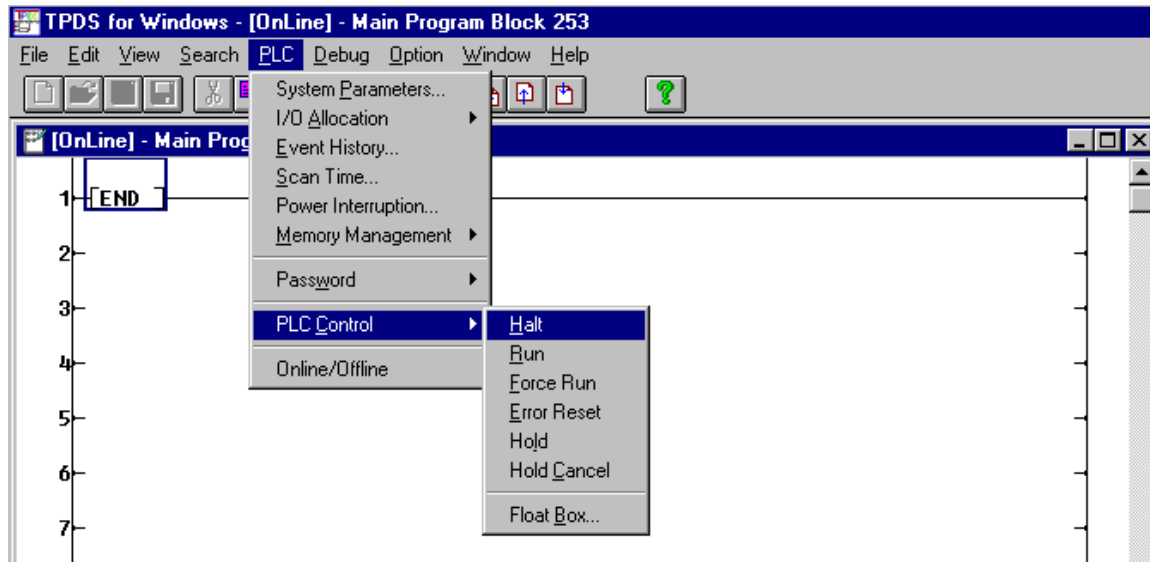 TPDS for Windows - [OnLine] - Main Program Block 253
File Edit View Search PLC Debug Option Window Help
[OnLine] - Main Prog
System Parameters...
I/O Allocation
Event History...
Scan Time...
Power Interruption...
Memory Management
Password
PLC Control
Online/Offline
Halt
Run
Force Run
Error Reset
Hold
Hold Cancel
Float Box...
1 [END ]
2
3
4
5
6
7